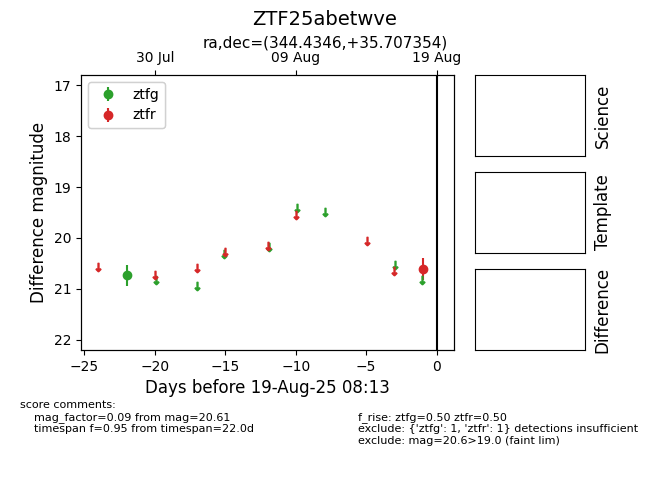 ZTF25abetwve
ra,dec=(344.4346,+35.707354)
30 Jul
09 Aug
19 Aug
ztfg
ztfr
17
18
19
20
21
22
Difference magnitude
−25
−20
−15
−10
−5
0
Days before 19-Aug-25 08:13
Science
Template
Difference
score comments:
mag_factor=0.09 from mag=20.61
timespan f=0.95 from timespan=22.0d
f_rise: ztfg=0.50 ztfr=0.50
exclude: {'ztfg': 1, 'ztfr': 1} detections insufficient
exclude: mag=20.6>19.0 (faint lim)